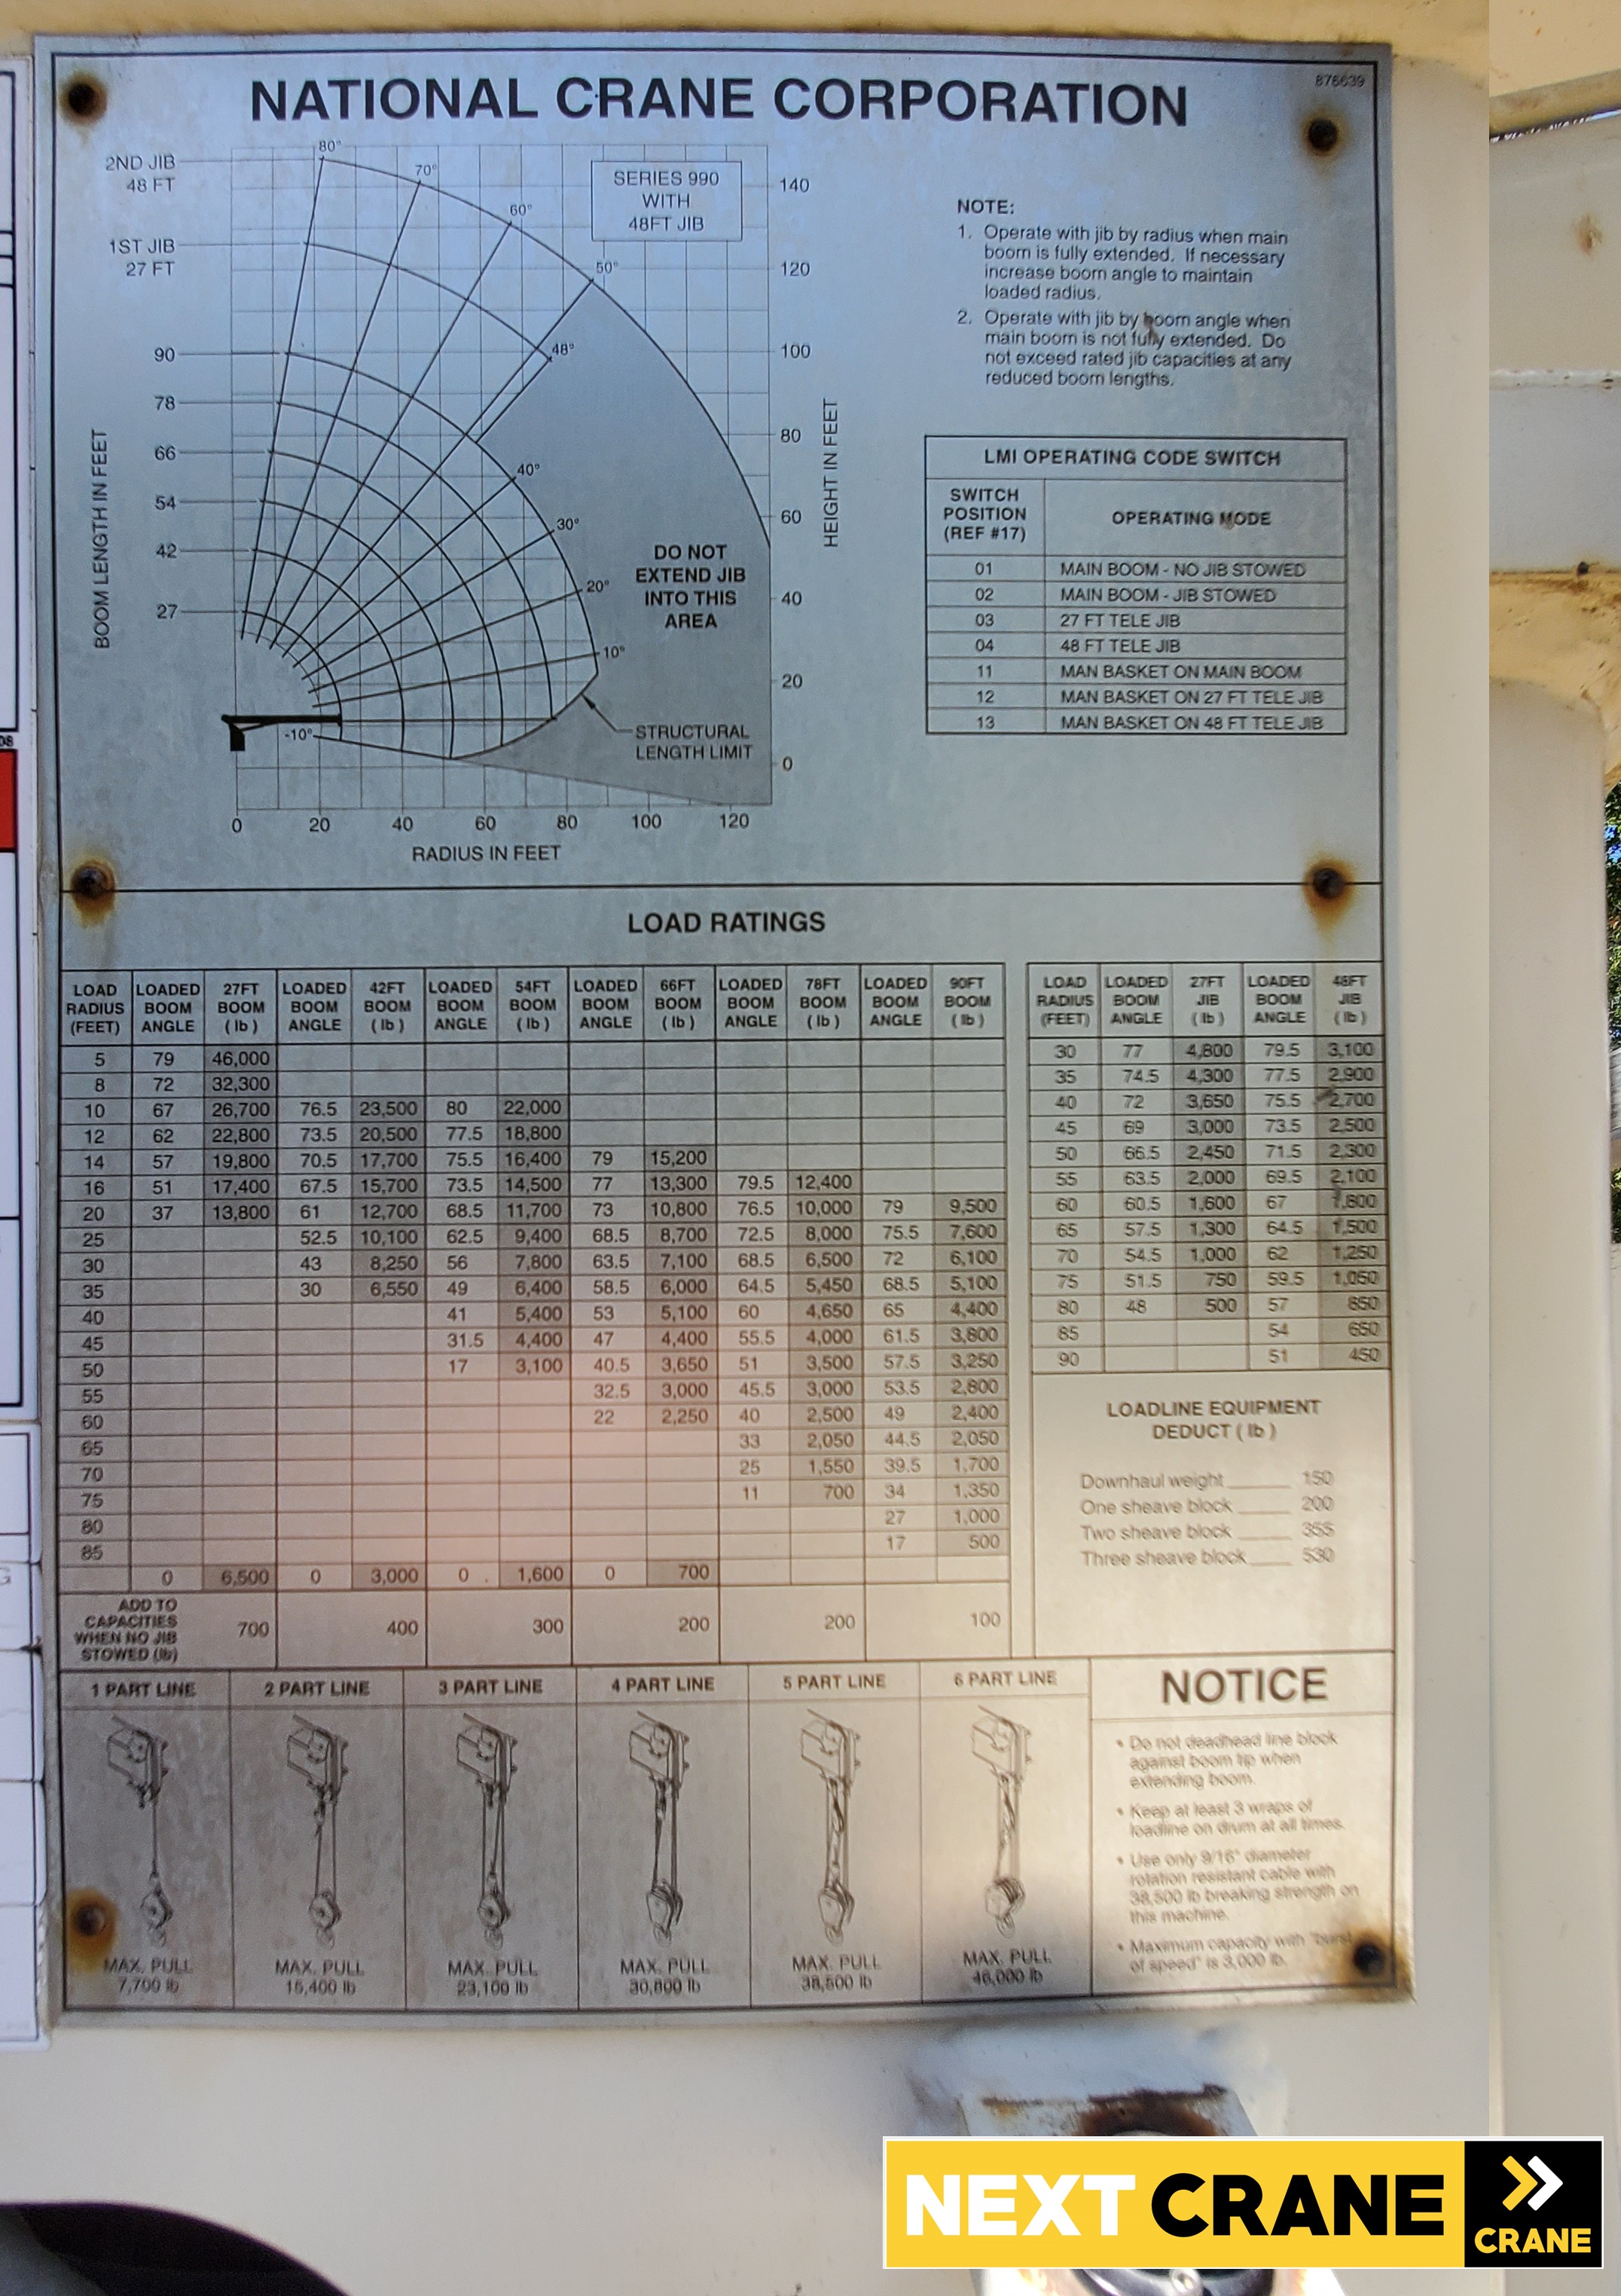 NATIONAL CRANE CORPORATION
876639
2ND JIB
48 FT
1ST JIB
27 FT
90
78
66
54
42
27
BOOM LENGTH IN FEET
80°
70°
60°
50°
48°
40°
30°
20°
10°
-10°
SERIES 990
WITH
48FT JIB
140
120
100
80
60
40
20
0
HEIGHT IN FEET
DO NOT
EXTEND JIB
INTO THIS
AREA
STRUCTURAL
LENGTH LIMIT
0 20 40 60 80 100 120
RADIUS IN FEET
NOTE:
1. Operate with jib by radius when main
boom is fully extended. If necessary
increase boom angle to maintain
loaded radius.
2. Operate with jib by boom angle when
main boom is not fully extended. Do
not exceed rated jib capacities at any
reduced boom lengths.
LMI OPERATING CODE SWITCH
SWITCH
POSITION
(REF #17)
OPERATING MODE
01 MAIN BOOM - NO JIB STOWED
02 MAIN BOOM - JIB STOWED
03 27 FT TELE JIB
04 48 FT TELE JIB
11 MAN BASKET ON MAIN BOOM
12 MAN BASKET ON 27 FT TELE JIB
13 MAN BASKET ON 48 FT TELE JIB
LOAD RATINGS
LOAD LOADED 27FT LOADED 42FT LOADED 54FT LOADED 66FT LOADED 78FT LOADED 90FT
RADIUS BOOM BOOM BOOM BOOM BOOM BOOM BOOM BOOM BOOM BOOM BOOM BOOM
(FEET) ANGLE (lb) ANGLE (lb) ANGLE (lb) ANGLE (lb) ANGLE (lb) ANGLE (lb)
5 79 46,000
8 72 32,300
10 67 26,700 76.5 23,500 80 22,000
12 62 22,800 73.5 20,500 77.5 18,800
14 57 19,800 70.5 17,700 75.5 16,400 79 15,200
16 51 17,400 67.5 15,700 73.5 14,500 77 13,300 79.5 12,400
20 37 13,800 61 12,700 68.5 11,700 73 10,800 76.5 10,000 79 9,500
25 52.5 10,100 62.5 9,400 68.5 8,700 72.5 8,000 75.5 7,600
30 43 8,250 56 7,800 63.5 7,100 68.5 6,500 72 6,100
35 30 6,550 49 6,400 58.5 6,000 64.5 5,450 68.5 5,100
40 41 5,400 53 5,100 60 4,650 65 4,400
45 31.5 4,400 47 4,400 55.5 4,000 61.5 3,800
50 17 3,100 40.5 3,650 51 3,500 57.5 3,250
55 32.5 3,000 45.5 3,000 53.5 2,800
60 22 2,250 40 2,500 49 2,400
65 33 2,050 44.5 2,050
70 25 1,550 39.5 1,700
75 11 700 34 1,350
80 27 1,000
85 17 500
0 6,500 0 3,000 0 1,600 0 700
ADD TO
CAPACITIES
WHEN NO JIB
STOWED (lb)
700 400 300 200 200 100
LOAD LOADED 27FT LOADED 48FT
RADIUS BOOM JIB BOOM JIB
(FEET) ANGLE (lb) ANGLE (lb)
30 77 4,800 79.5 3,100
35 74.5 4,300 77.5 2,900
40 72 3,650 75.5 2,700
45 69 3,000 73.5 2,500
50 66.5 2,450 71.5 2,300
55 63.5 2,000 69.5 2,100
60 60.5 1,600 67 1,800
65 57.5 1,300 64.5 1,500
70 54.5 1,000 62 1,250
75 51.5 750 59.5 1,050
80 48 500 57 850
85 54 650
90 51 450
LOADLINE EQUIPMENT
DEDUCT (lb)
Downhaul weight 150
One sheave block 200
Two sheave block 355
Three sheave block 530
1 PART LINE
MAX. PULL
7,700 lb
2 PART LINE
MAX. PULL
15,400 lb
3 PART LINE
MAX. PULL
23,100 lb
4 PART LINE
MAX. PULL
30,800 lb
5 PART LINE
MAX. PULL
38,500 lb
6 PART LINE
MAX. PULL
46,000 lb
NOTICE
• Do not deadhead line block
against boom tip when
extending boom.
• Keep at least 3 wraps of
loadline on drum at all times.
• Use only 9/16" diameter
rotation resistant cable with
38,500 lb breaking strength on
this machine.
• Maximum capacity with "burst
of speed" is 3,000 lb.
NEXT CRANE
CRANE